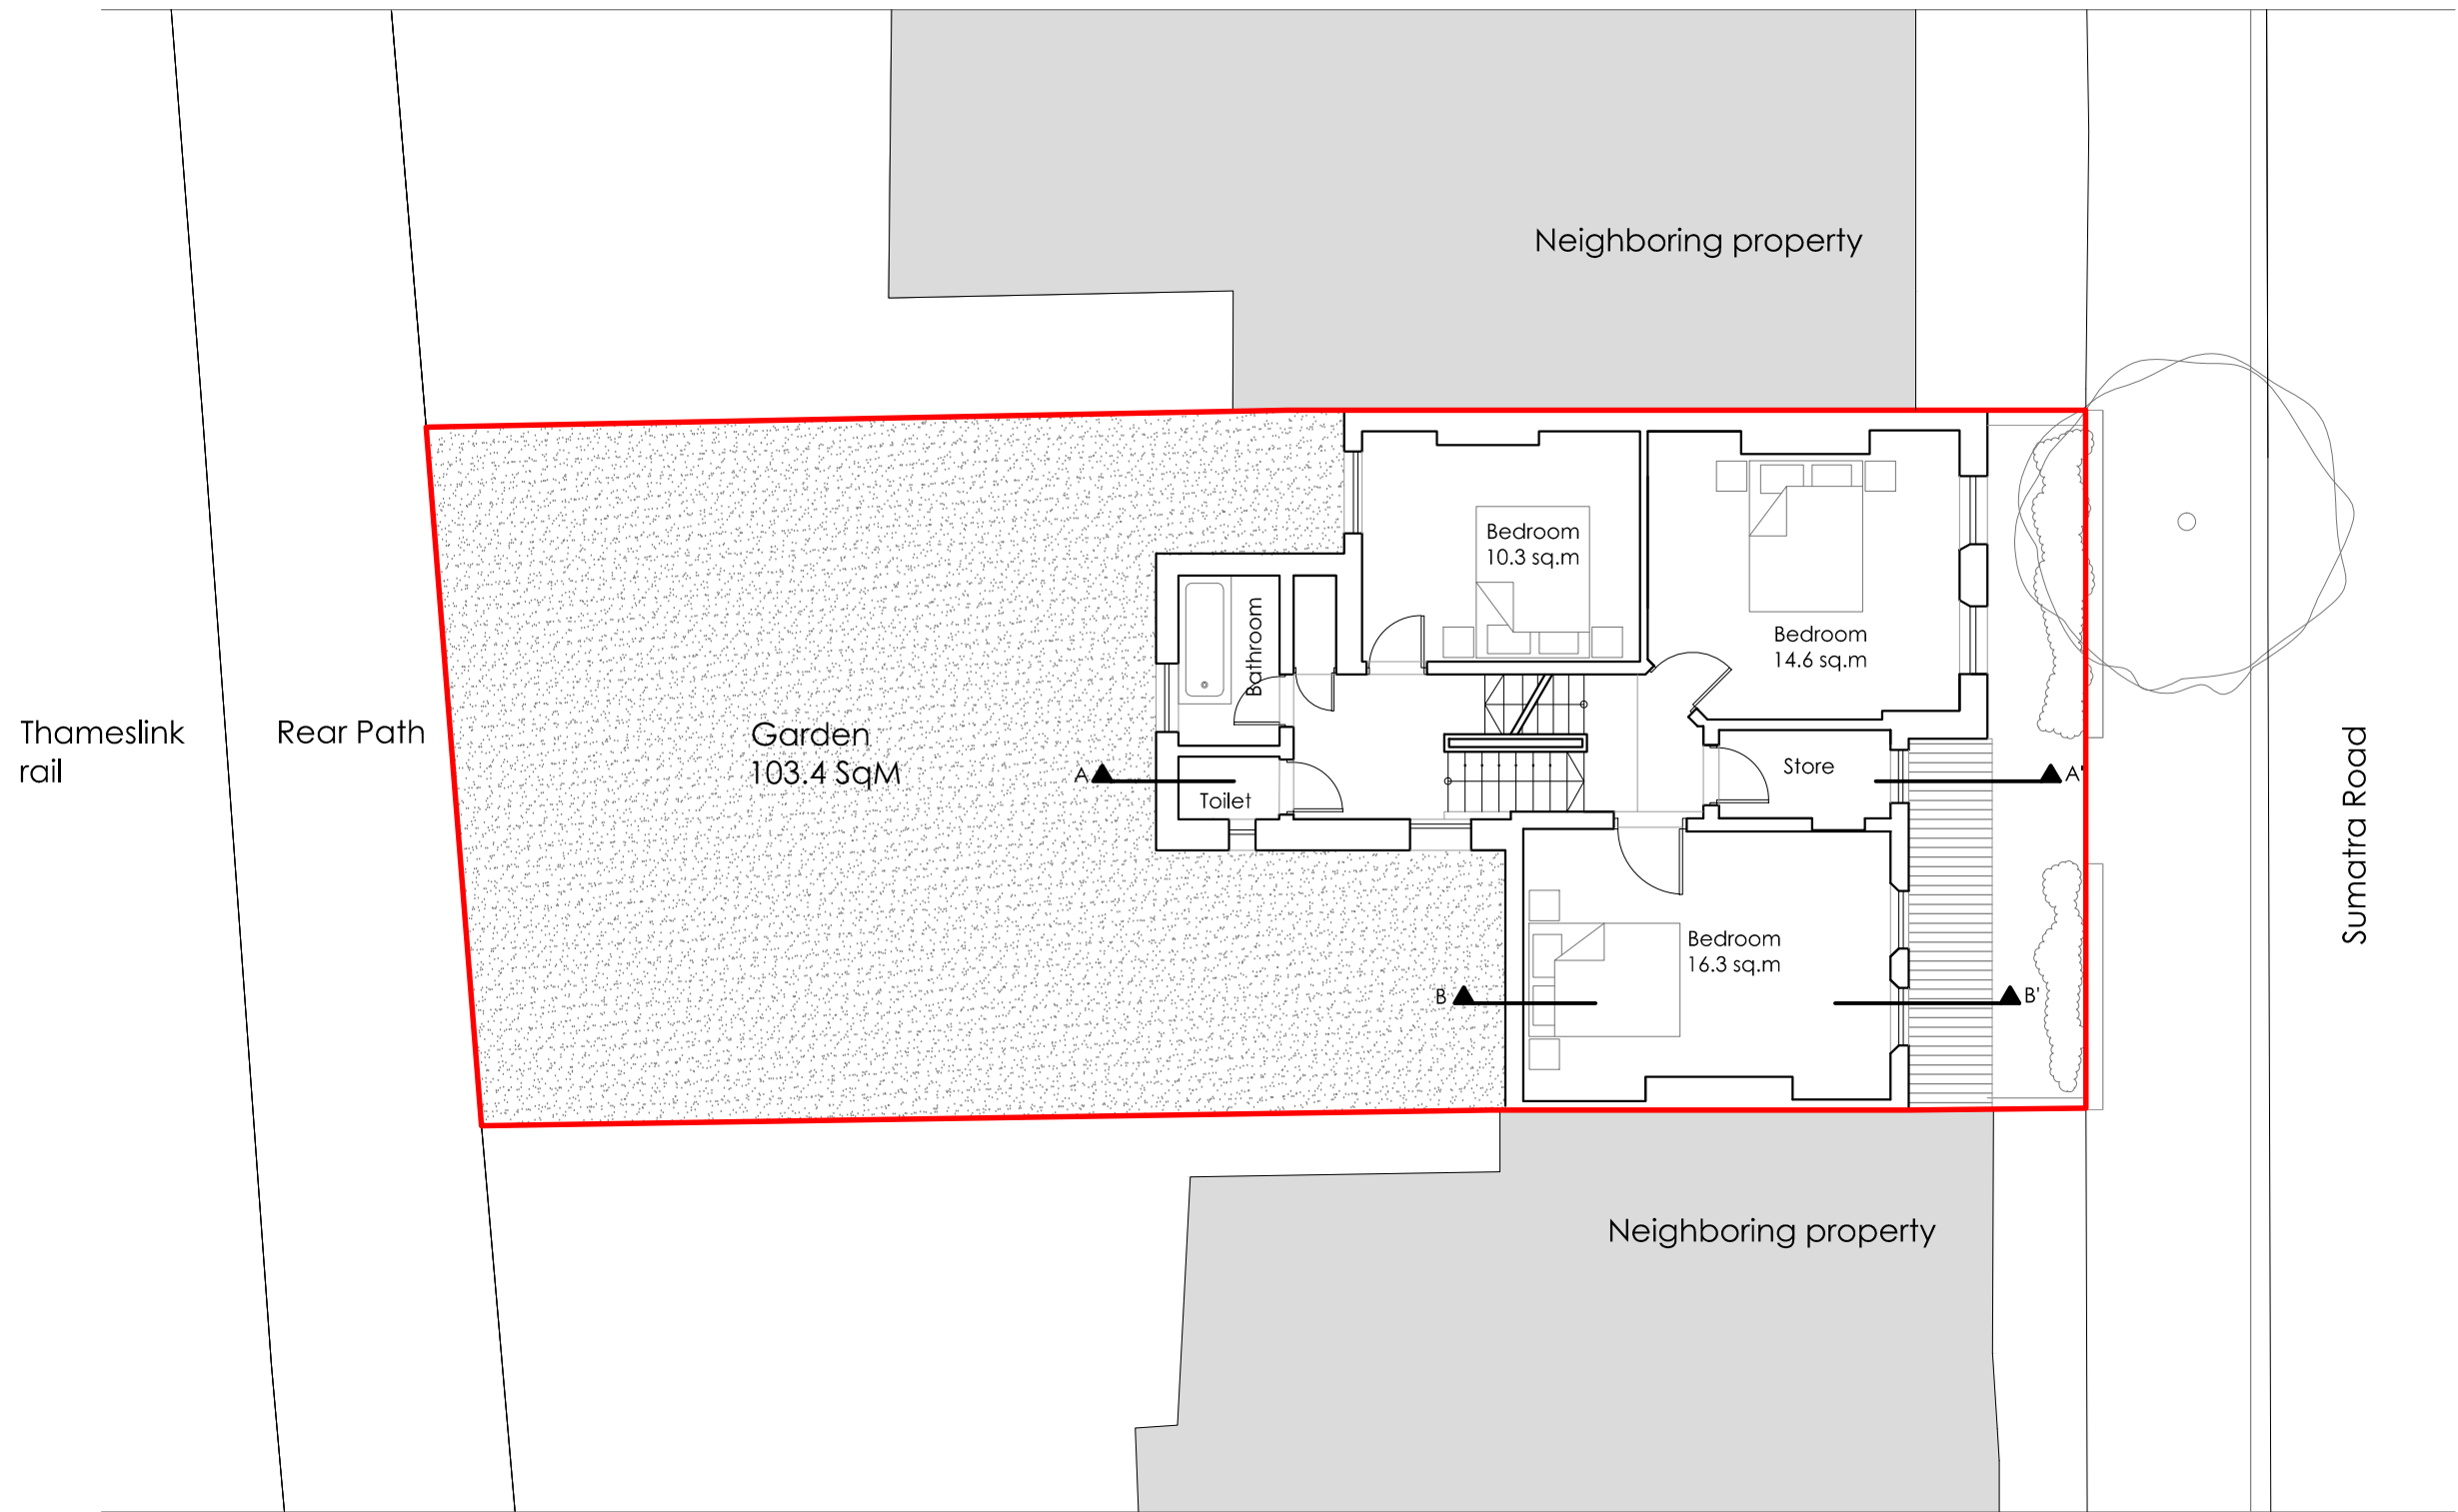 Neighboring property
Bedroom
10.3 sq.m
Bedroom
14.6 sq.m
Bathroom
Thameslink
rail
Rear Path
Garden
103.4 SqM
A
Toilet
Store
A'
Sumatra Road
Bedroom
16.3 sq.m
B
B'
Neighboring property